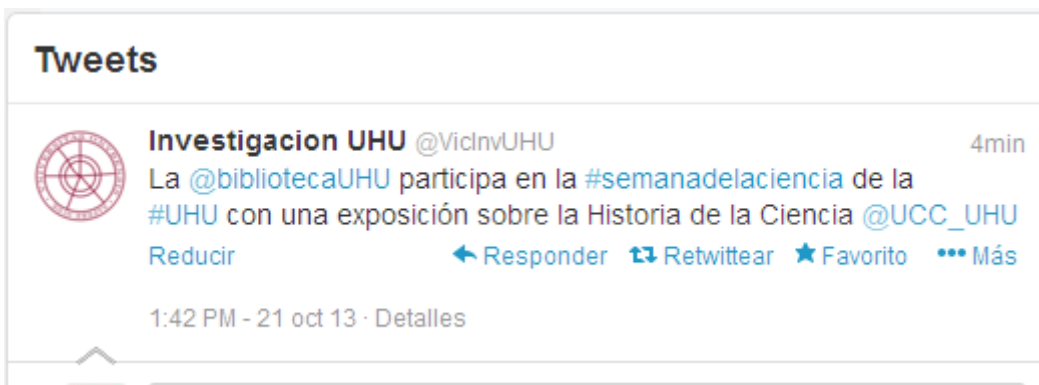 Tweets
Investigacion UHU @VicInvUHU 4min
La @bibliotecaUHU participa en la #semanadelaciencia de la
#UHU con una exposición sobre la Historia de la Ciencia @UCC_UHU
Reducir Responder Retwittear Favorito Más
1:42 PM - 21 oct 13 · Detalles